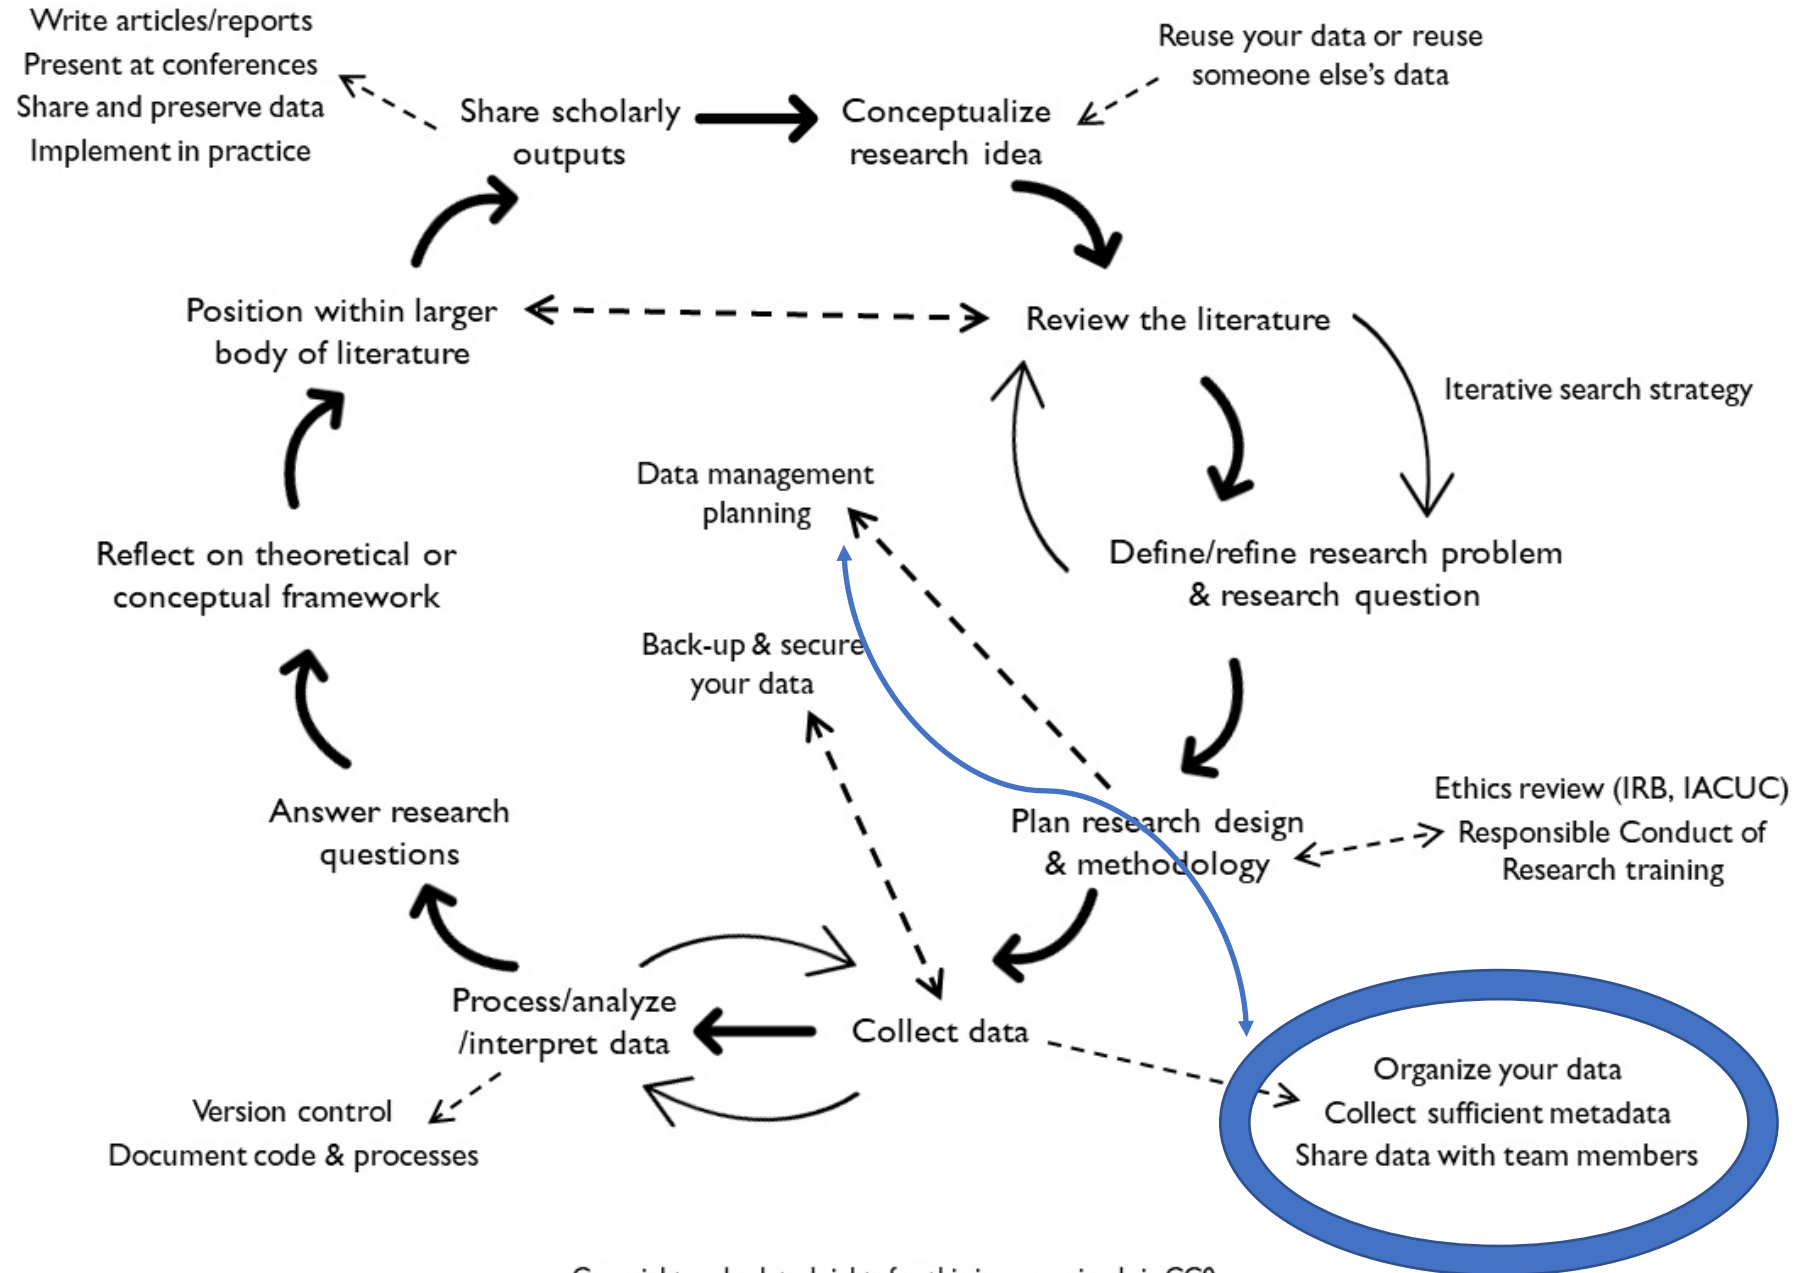 Write articles/reports
Present at conferences
Share and preserve data
Implement in practice
Share scholarly
outputs
Conceptualize
research idea
Reuse your data or reuse
someone else's data
Position within larger
body of literature
Review the literature
Iterative search strategy
Data management
planning
Reflect on theoretical or
conceptual framework
Define/refine research problem
& research question
Back-up & secure
your data
Answer research
questions
Plan research design
& methodology
Ethics review (IRB, IACUC)
Responsible Conduct of
Research training
Process/analyze
/interpret data
Collect data
Version control
Document code & processes
Organize your data
Collect sufficient metadata
Share data with team members